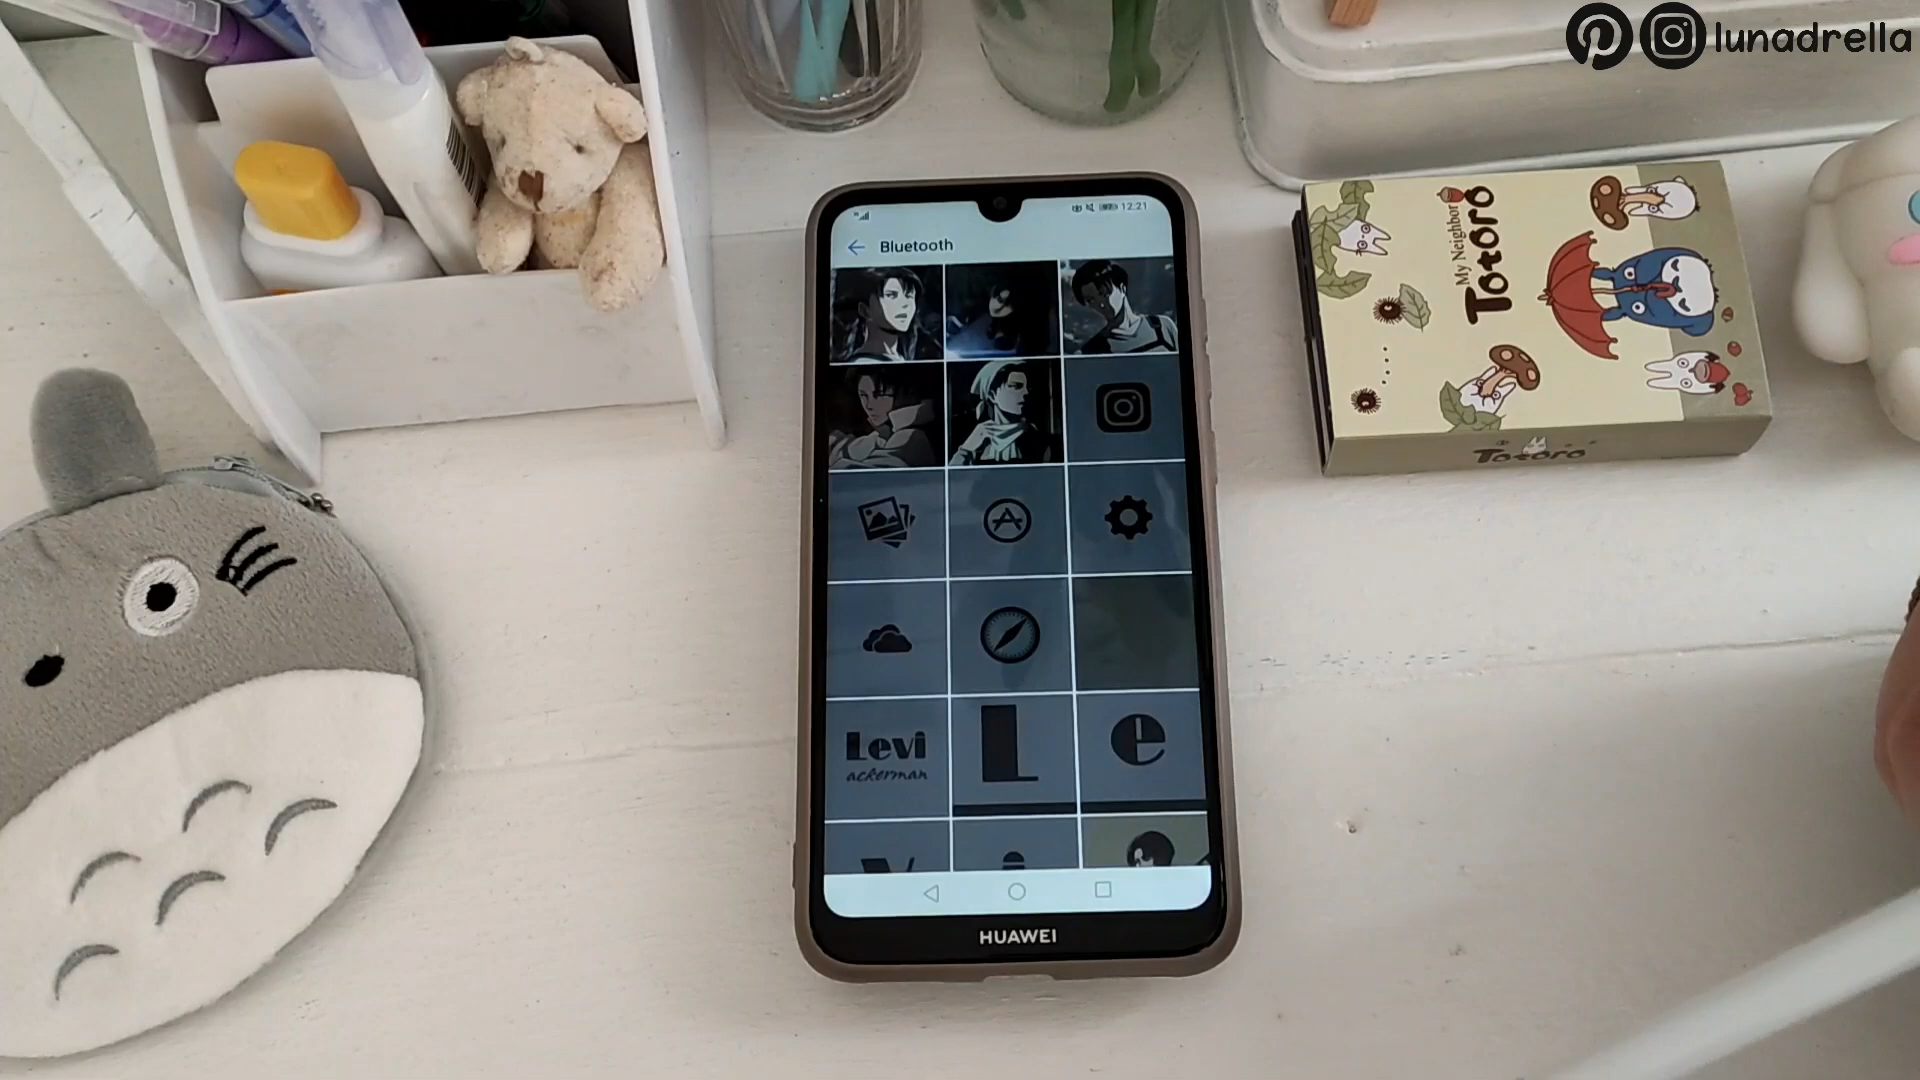 lunadrella
12:21
Bluetooth
My Neighbor
Totoro
Totoro
Levi
ackerman
L
e
HUAWEI